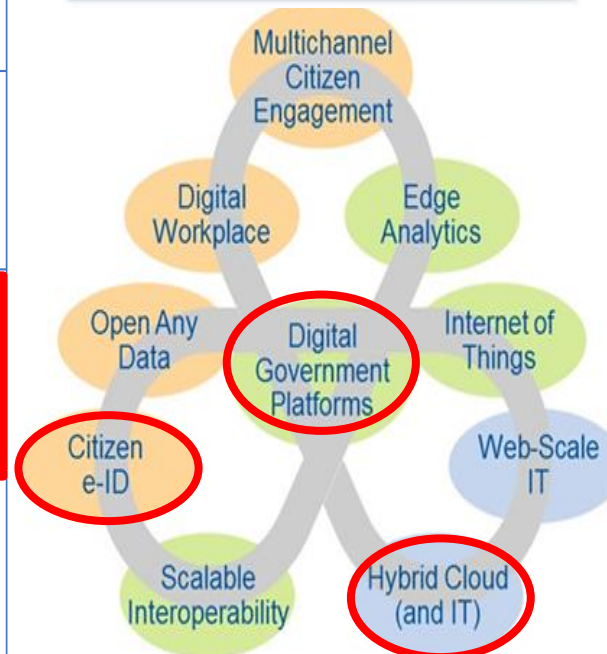 Multichannel
Citizen
Engagement
Digital
Workplace
Edge
Analytics
Open Any
Data
Digital
Government
Platforms
Internet of
Things
Citizen
e-ID
Web-Scale
IT
Scalable
Interoperability
Hybrid Cloud
(and IT)